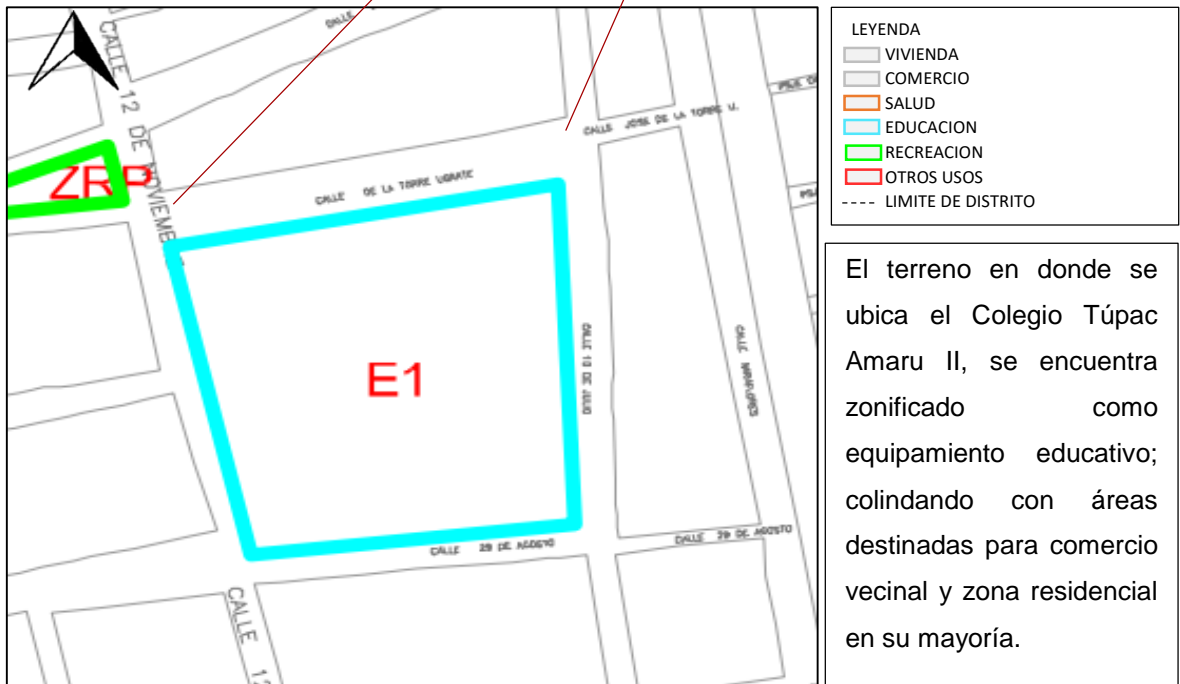 CALLE 12 DE NOVIEMB
CALLE
CALLE JOSE DE LA TORRE U.
ZRP
CALLE DE LA TORRE UGARTE
E1
CALLE 10 DE JULIO
CALLE MIRAFLORES
CALLE 29 DE AGOSTO
CALLE 29 DE AGOSTO
CALLE 12
LEYENDA
VIVIENDA
COMERCIO
SALUD
EDUCACION
RECREACION
OTROS USOS
LIMITE DE DISTRITO
El terreno en donde se
ubica el Colegio Túpac
Amaru II, se encuentra
zonificado como
equipamiento educativo;
colindando con áreas
destinadas para comercio
vecinal y zona residencial
en su mayoría.